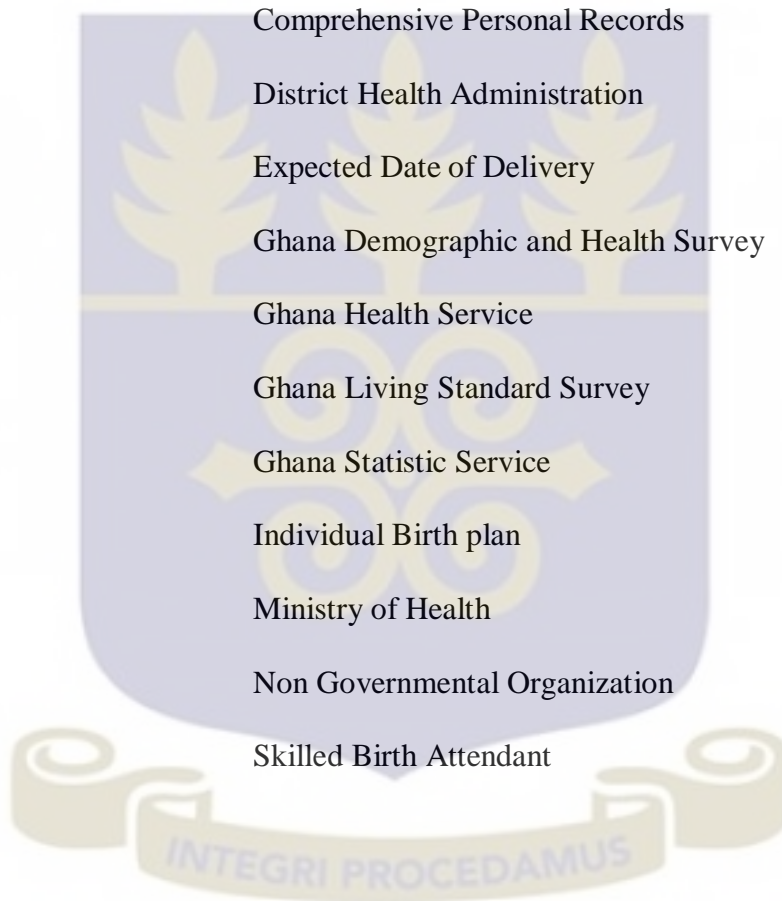 Comprehensive Personal Records
District Health Administration
Expected Date of Delivery
Ghana Demographic and Health Survey
Ghana Health Service
Ghana Living Standard Survey
Ghana Statistic Service
Individual Birth plan
Ministry of Health
Non Governmental Organization
Skilled Birth Attendant
INTEGRI PROCEDAMUS